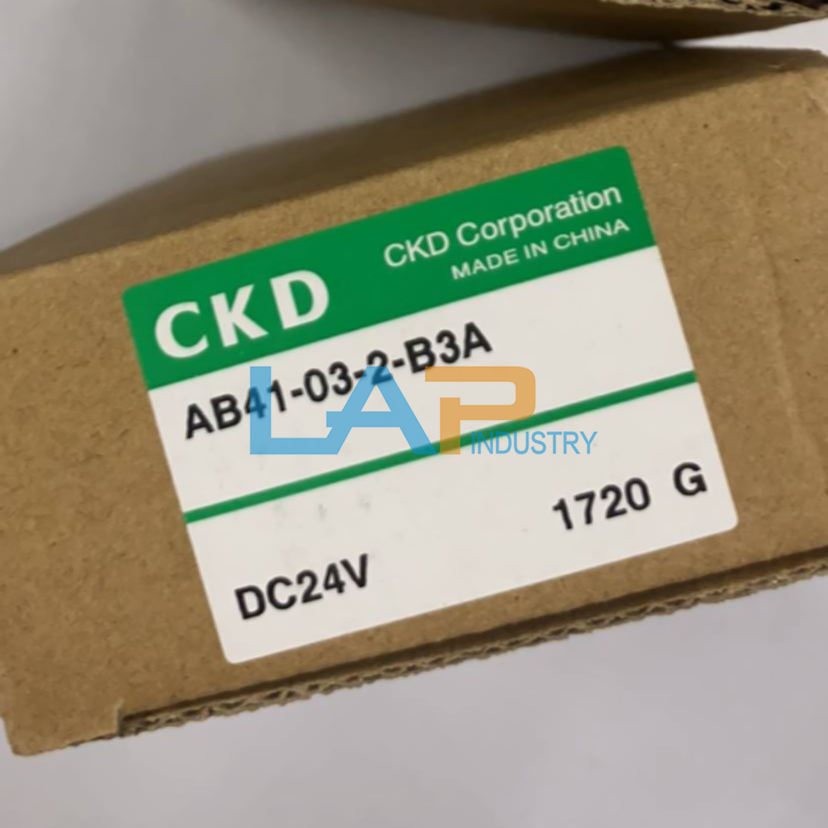 CKD
CKD Corporation
MADE IN CHINA
AB41-03-2-B3A
LAP INDUSTRY
1720 G
DC24V